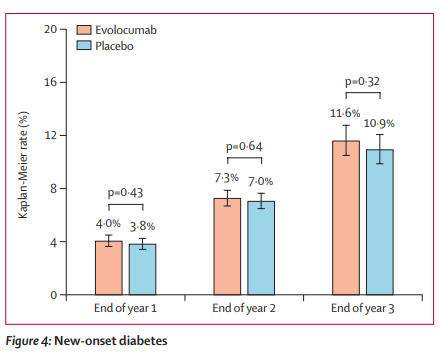 Evolocumab
Placebo
Kaplan-Meier rate (%)
20
16
12
8
4
0
p=0·43
4·0% 3·8%
p=0·64
7·3% 7·0%
p=0·32
11·6% 10·9%
End of year 1 End of year 2 End of year 3
Figure 4: New-onset diabetes